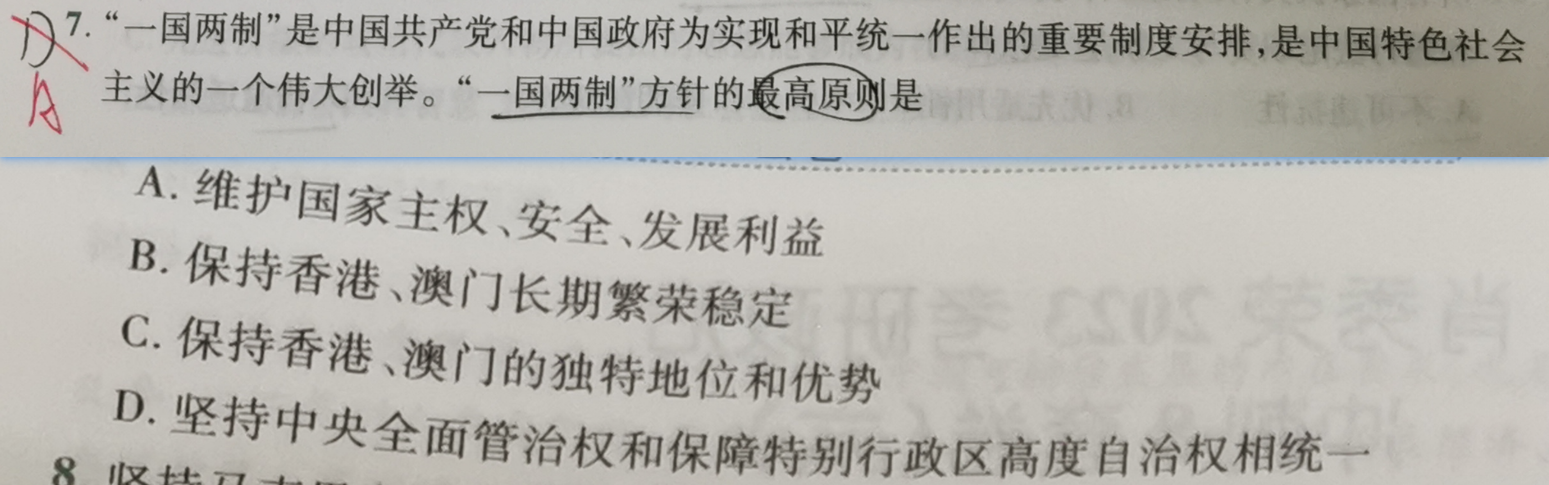 D
A
7. “一国两制”是中国共产党和中国政府为实现和平统一作出的重要制度安排,是中国特色社会
主义的一个伟大创举。“一国两制”方针的最高原则是
A. 维护国家主权、安全、发展利益
B. 保持香港、澳门长期繁荣稳定
C. 保持香港、澳门的独特地位和优势
D. 坚持中央全面管治权和保障特别行政区高度自治权相统一
8 坚持马